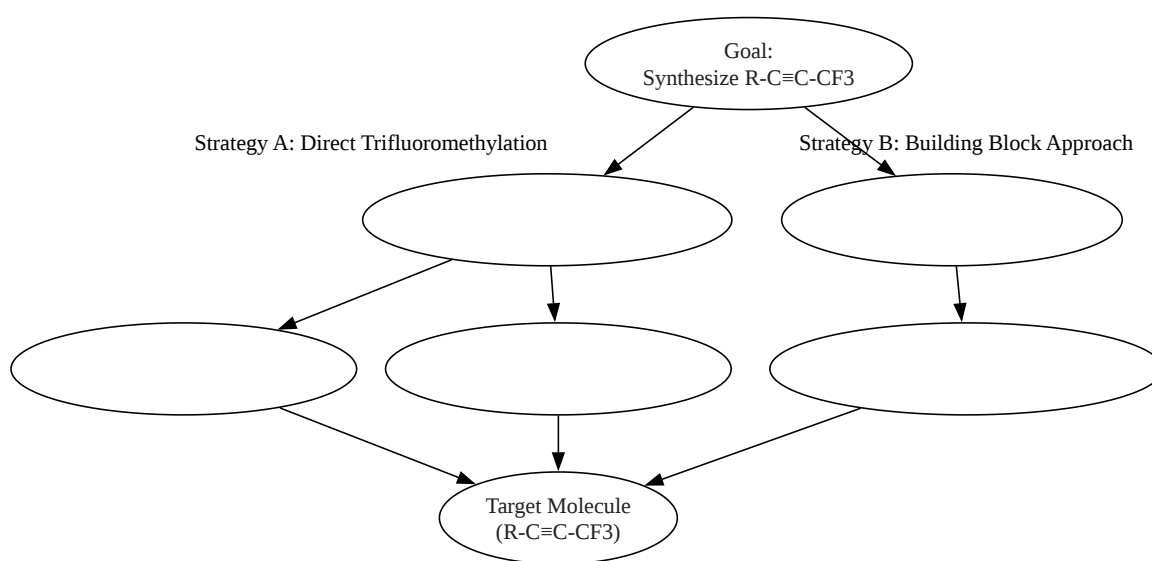 Goal:
Synthesize R-C≡C-CF3
Strategy A: Direct Trifluoromethylation
Strategy B: Building Block Approach
Target Molecule
(R-C≡C-CF3)